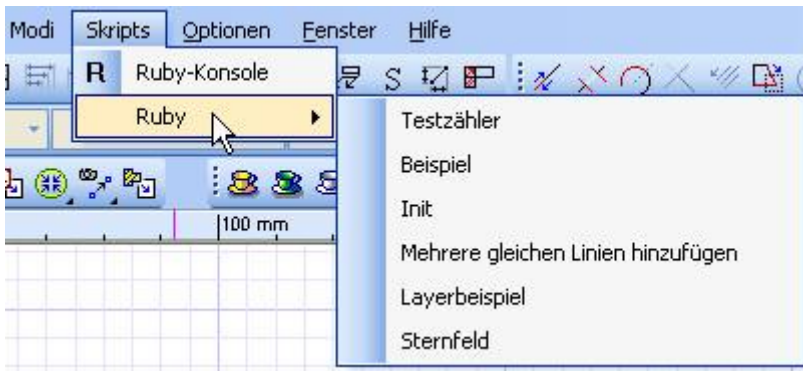 Modi Skripts Optionen Fenster Hilfe
R Ruby-Konsole
S
Ruby
Testzähler
Beispiel
Init
Mehrere gleichen Linien hinzufügen
Layerbeispiel
Sternfeld
100 mm